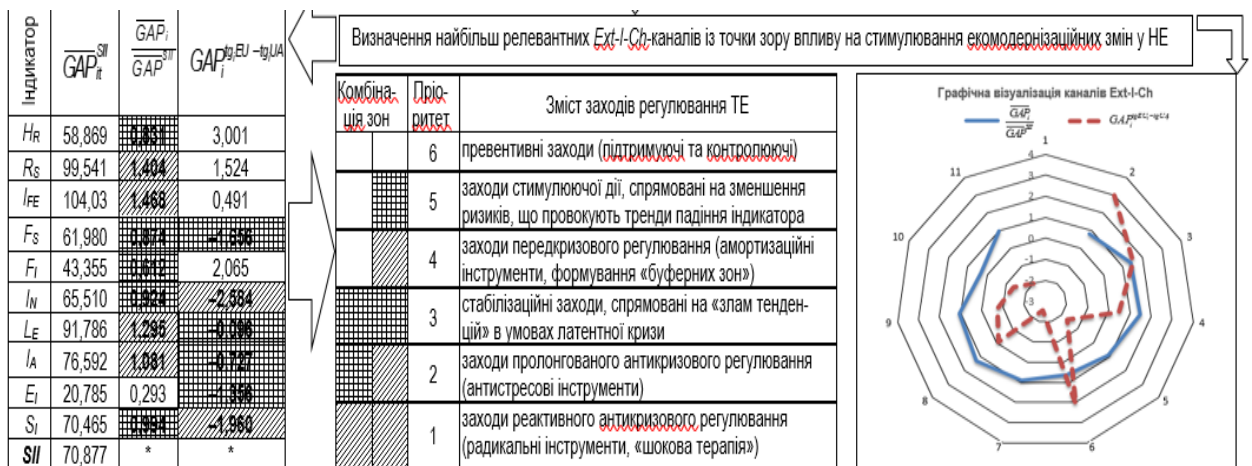 Визначення найбільш релевантних Ext-I-Ch-каналів із точки зору впливу на стимулювання екомодернізаційних змін у НЕ
Індикатор GAP_it^SII GAP_i / GAP^SII GAP_i^tg_iEU – tg_iUA
H_R 58,869 0,831 3,001
R_S 99,541 1.404 1,524
I_FE 104,03 1.468 0,491
F_S 61,980 0,874 –1,656
F_I 43,355 0,612 2,065
I_N 65,510 0,924 –2,584
L_E 91,786 1.295 –0,096
I_A 76,592 1.081 –0,727
E_I 20,785 0,293 –1,356
S_I 70,465 0,994 –1,960
SII 70,877 * *
Комбіна-
ція зон
Пріо-
ритет
Зміст заходів регулювання ТЕ
6 превентивні заходи (підтримуючі та контролюючі)
5 заходи стимулюючої дії, спрямовані на зменшення
ризиків, що провокують тренди падіння індикатора
4 заходи передкризового регулювання (амортизаційні
інструменти, формування «буферних зон»)
3 стабілізаційні заходи, спрямовані на «злам тенден-
цій» в умовах латентної кризи
2 заходи пролонгованого антикризового регулювання
(антистресові інструменти)
1 заходи реактивного антикризового регулювання
(радикальні інструменти, «шокова терапія»)
Графічна візуалізація каналів Ext-I-Ch
GAP_i / GAP^SII GAP_i^tgEU_i–tgUA
1
2
3
4
5
6
7
8
9
10
11
4
3
2
1
0
-1
-2
-3